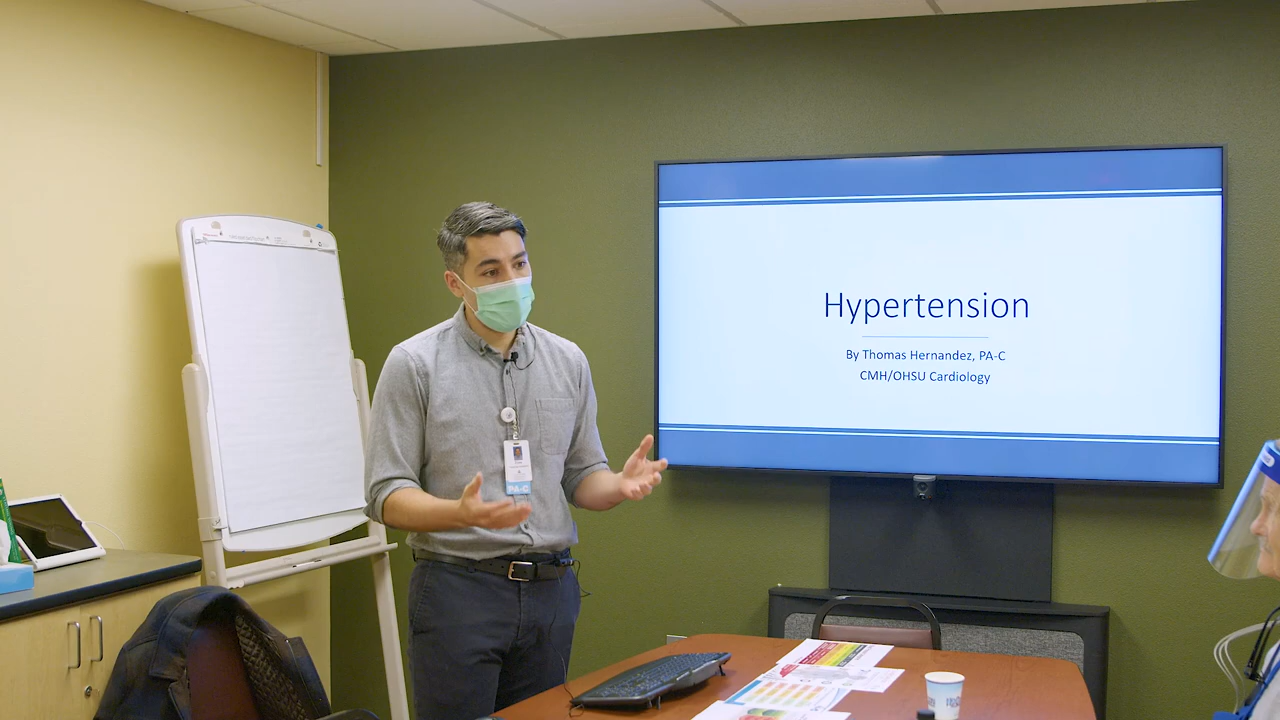 Hypertension
By Thomas Hernandez, PA-C
CMH/OHSU Cardiology
PA-C